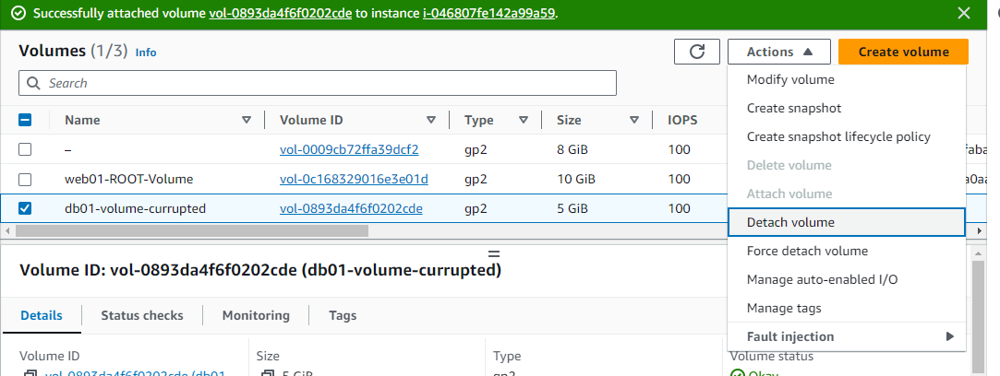 Successfully attached volume vol-0893da4f6f0202cde to instance i-046807fe142a99a59.
Volumes (1/3) Info
Actions
Create volume
Search
Modify volume
Create snapshot
Create snapshot lifecycle policy
Delete volume
Attach volume
Detach volume
Force detach volume
Manage auto-enabled I/O
Manage tags
Fault injection
Name Volume ID Type Size IOPS
– vol-0009cb72ffa39dcf2 gp2 8 GiB 100
web01-ROOT-Volume vol-0c168329016e3e01d gp2 10 GiB 100
db01-volume-currupted vol-0893da4f6f0202cde gp2 5 GiB 100
Volume ID: vol-0893da4f6f0202cde (db01-volume-currupted)
Details Status checks Monitoring Tags
Volume ID Size Type Volume status
vol-0893da4f6f0202cde (db01- 5 GiB gp2 Okay